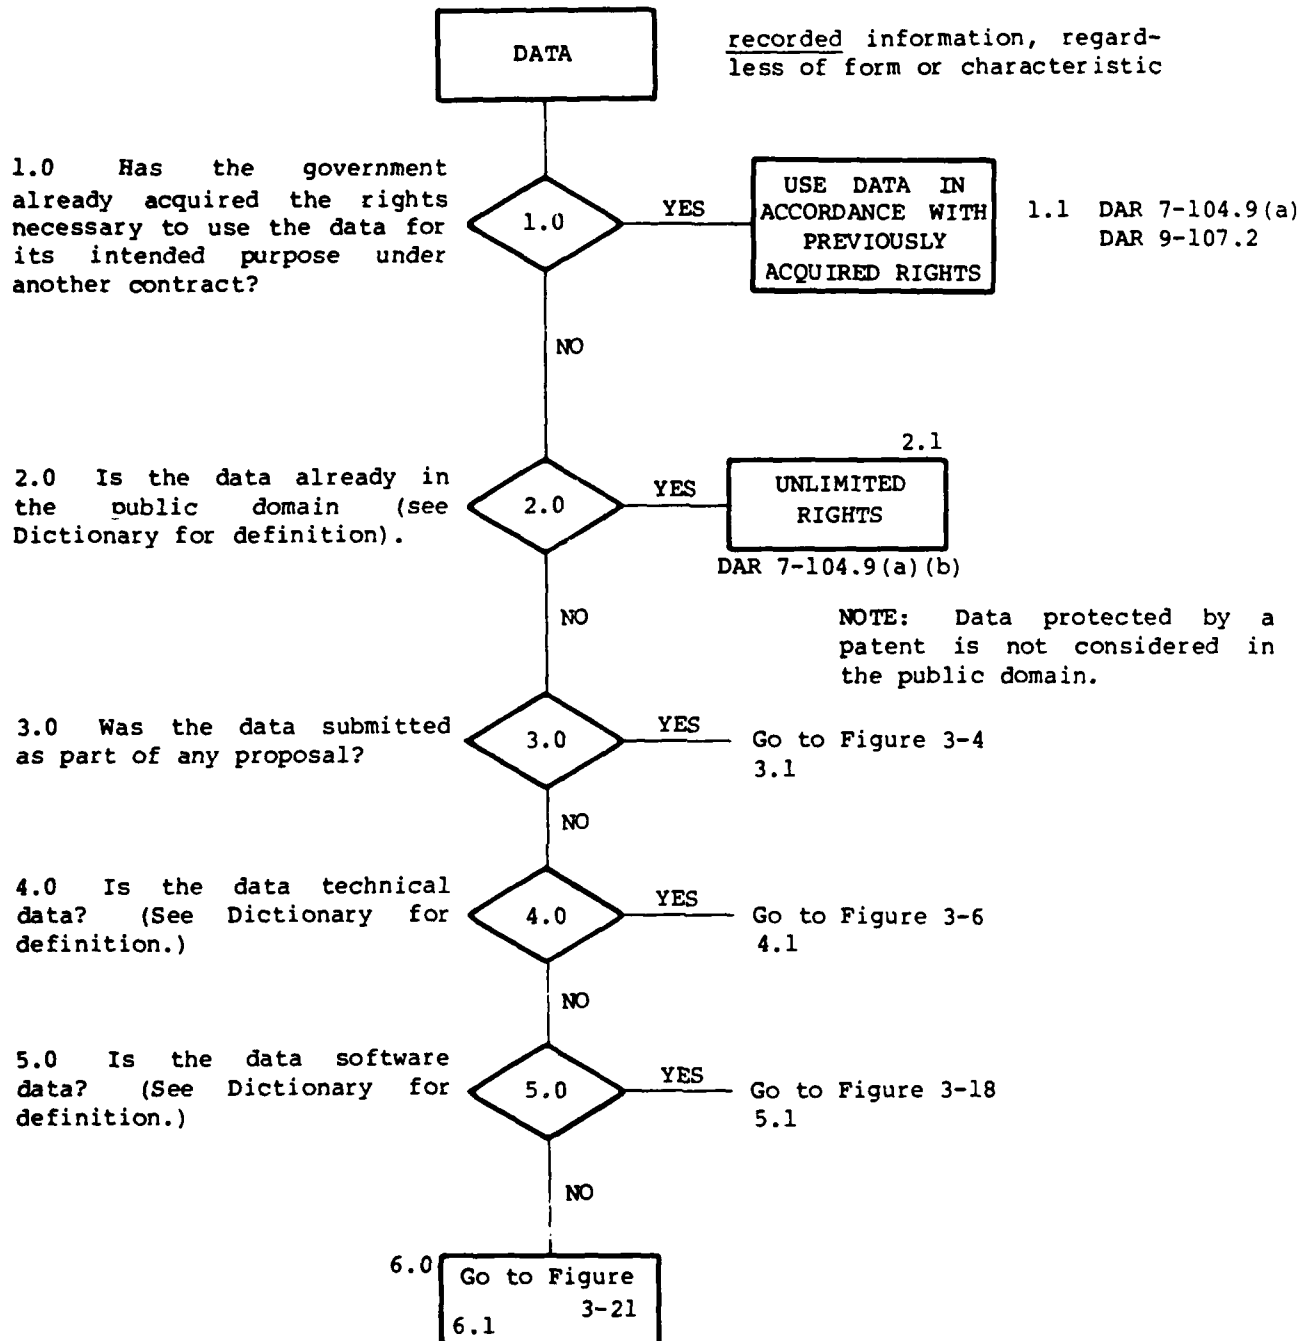 DATA
recorded information, regard-
less of form or characteristic
1.0 Has the government
already acquired the rights
necessary to use the data for
its intended purpose under
another contract?
1.0
YES
USE DATA IN
ACCORDANCE WITH
PREVIOUSLY
ACQUIRED RIGHTS
1.1 DAR 7-104.9(a)
DAR 9-107.2
NO
2.0 Is the data already in
the public domain (see
Dictionary for definition).
2.0
YES
2.1
UNLIMITED
RIGHTS
DAR 7-104.9(a)(b)
NO
NOTE: Data protected by a
patent is not considered in
the public domain.
3.0 Was the data submitted
as part of any proposal?
3.0
YES
Go to Figure 3-4
3.1
NO
4.0 Is the data technical
data? (See Dictionary for
definition.)
4.0
YES
Go to Figure 3-6
4.1
NO
5.0 Is the data software
data? (See Dictionary for
definition.)
5.0
YES
Go to Figure 3-18
5.1
NO
6.0
Go to Figure
3-21
6.1